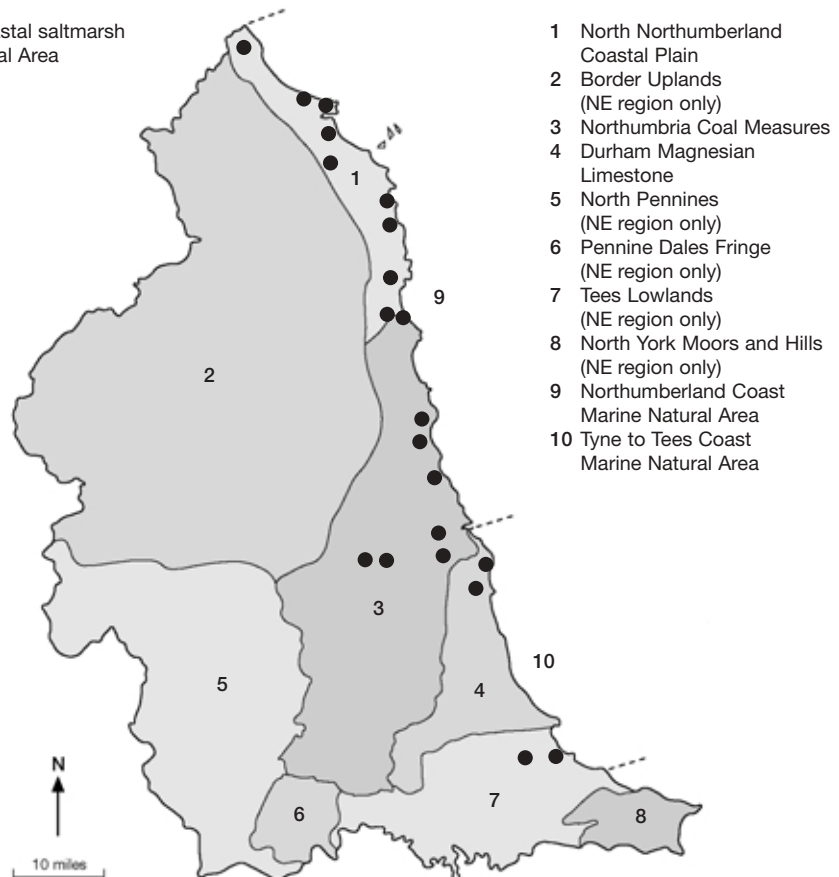 stal saltmarsh
al Area
1 North Northumberland
Coastal Plain
2 Border Uplands
(NE region only)
3 Northumbria Coal Measures
4 Durham Magnesian
Limestone
5 North Pennines
(NE region only)
6 Pennine Dales Fringe
(NE region only)
7 Tees Lowlands
(NE region only)
8 North York Moors and Hills
(NE region only)
9 Northumberland Coast
Marine Natural Area
10 Tyne to Tees Coast
Marine Natural Area
1
9
2
3
10
5
4
N
7
6
8
10 miles